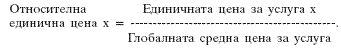 Относителна Единичната цена за услуга x
единична цена x = -----------------------------------------------.
Глобалната средна цена за услуга